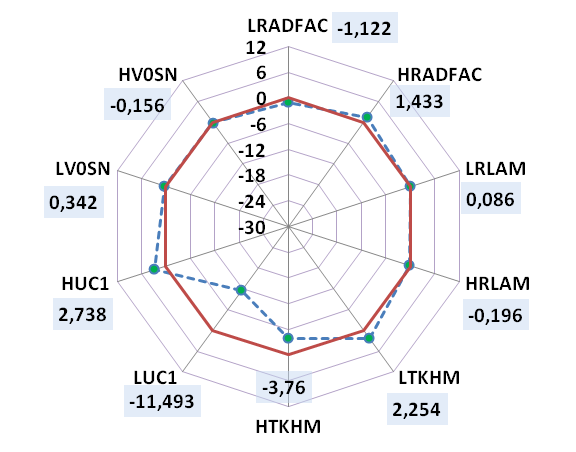 LRADFAC
-1,122
12
HV0SN
HRADFAC
6
-0,156
1,433
0
-6
-12
LV0SN
LRLAM
-18
0,342
0,086
-24
-30
HUC1
HRLAM
2,738
-0,196
LUC1
LTKHM
-3,76
-11,493
2,254
HTKHM